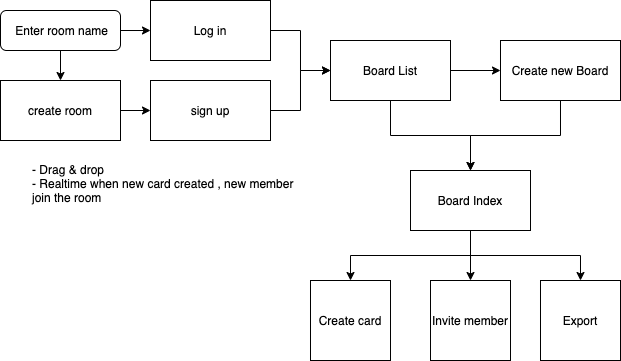 Enter room name
Log in
Board List
Create new Board
create room
sign up
- Drag & drop
- Realtime when new card created , new member
join the room
Board Index
Create card
Invite member
Export